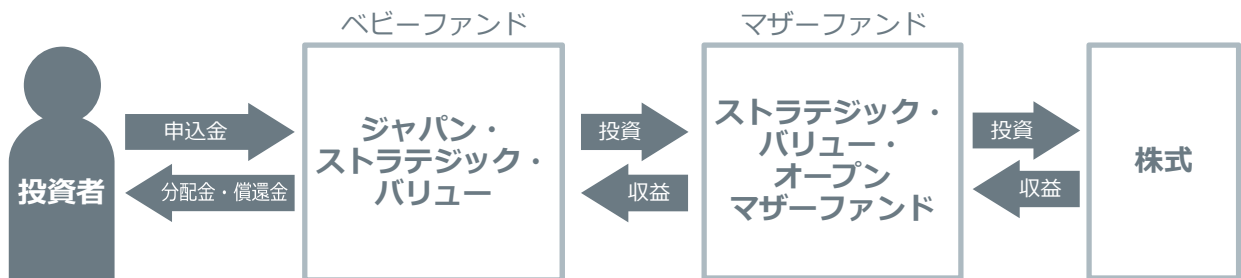 ベビーファンド
マザーファンド
投資者
申込金
分配金・償還金
ジャパン・
ストラテジック・
バリュー
投資
収益
ストラテジック・
バリュー・
オープン
マザーファンド
投資
収益
株式